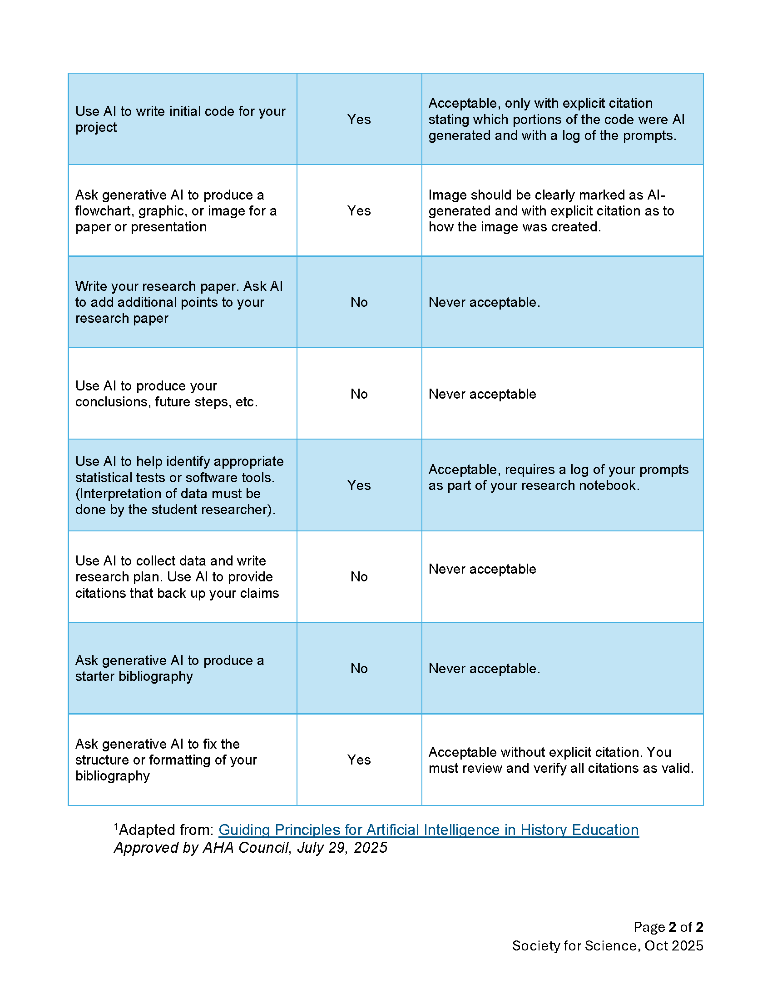 Use AI to write initial code for your
project
Yes
Acceptable, only with explicit citation
stating which portions of the code were AI
generated and with a log of the prompts.
Ask generative AI to produce a
flowchart, graphic, or image for a
paper or presentation
Yes
Image should be clearly marked as AI-
generated and with explicit citation as to
how the image was created.
Write your research paper. Ask AI
to add additional points to your
research paper
No
Never acceptable.
Use AI to produce your
conclusions, future steps, etc.
No
Never acceptable
Use AI to help identify appropriate
statistical tests or software tools.
(Interpretation of data must be
done by the student researcher).
Yes
Acceptable, requires a log of your prompts
as part of your research notebook.
Use AI to collect data and write
research plan. Use AI to provide
citations that back up your claims
No
Never acceptable
Ask generative AI to produce a
starter bibliography
No
Never acceptable.
Ask generative AI to fix the
structure or formatting of your
bibliography
Yes
Acceptable without explicit citation. You
must review and verify all citations as valid.
¹Adapted from: Guiding Principles for Artificial Intelligence in History Education
Approved by AHA Council, July 29, 2025
Page 2 of 2
Society for Science, Oct 2025